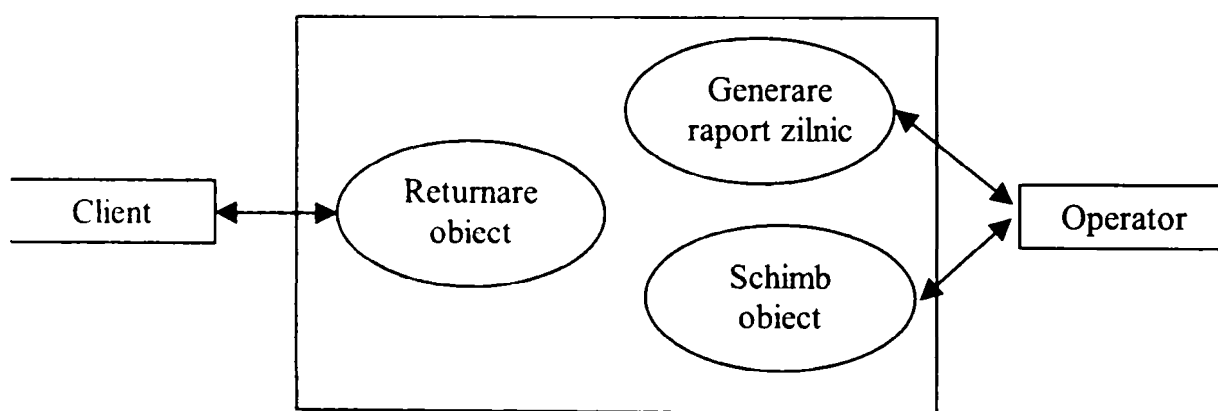 Generare
raport zilnic
Client
Returnare
obiect
Operator
Schimb
obiect